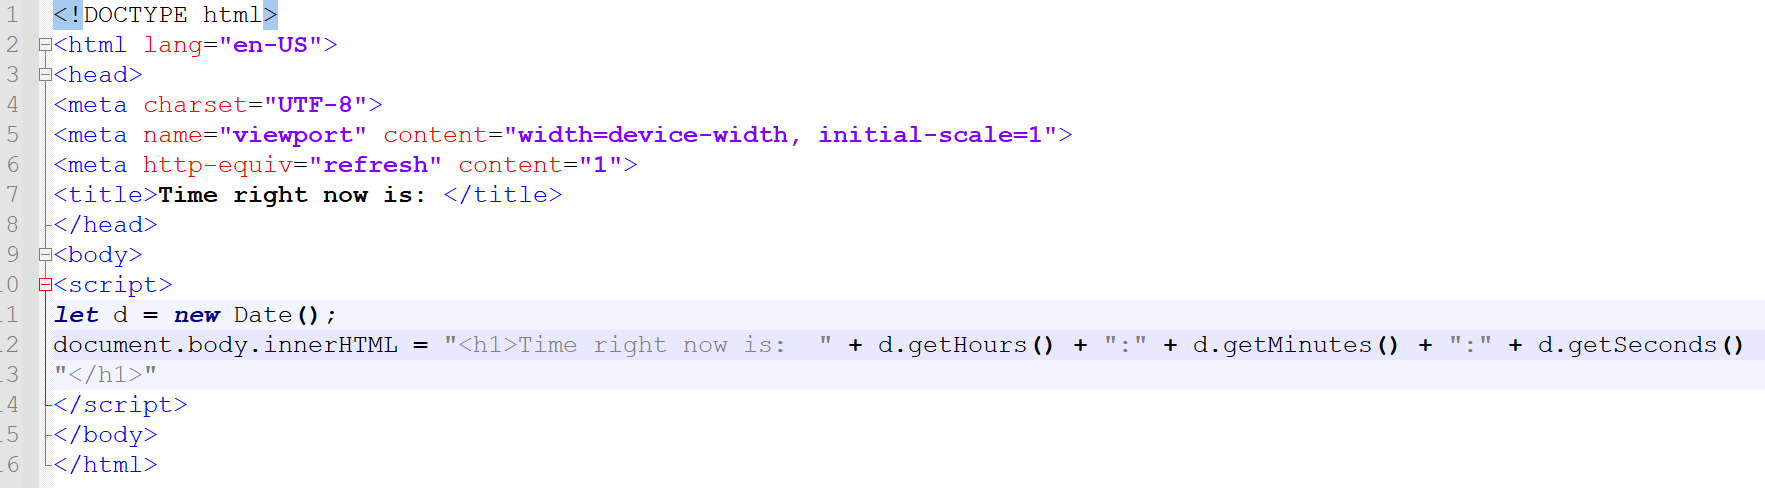 1 <!DOCTYPE html>
2 <html lang="en-US">
3 <head>
4 <meta charset="UTF-8">
5 <meta name="viewport" content="width=device-width, initial-scale=1">
6 <meta http-equiv="refresh" content="1">
7 <title>Time right now is: </title>
8 </head>
9 <body>
0 <script>
1 let d = new Date();
2 document.body.innerHTML = "<h1>Time right now is:  " + d.getHours() + ":" + d.getMinutes() + ":" + d.getSeconds()
3 "</h1>"
4 </script>
5 </body>
6 </html>